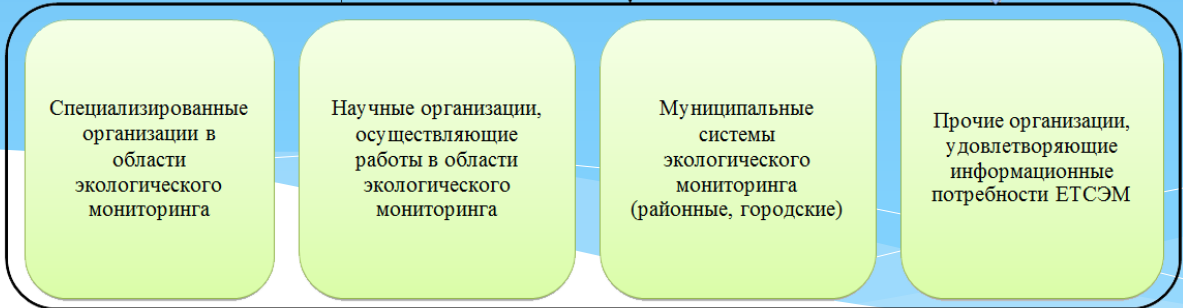 Специализированные
организации в
области
экологического
мониторинга
Научные организации,
осуществляющие
работы в области
экологического
мониторинга
Муниципальные
системы
экологического
мониторинга
(районные, городские)
Прочие организации,
удовлетворяющие
информационные
потребности ЕТСЭМ